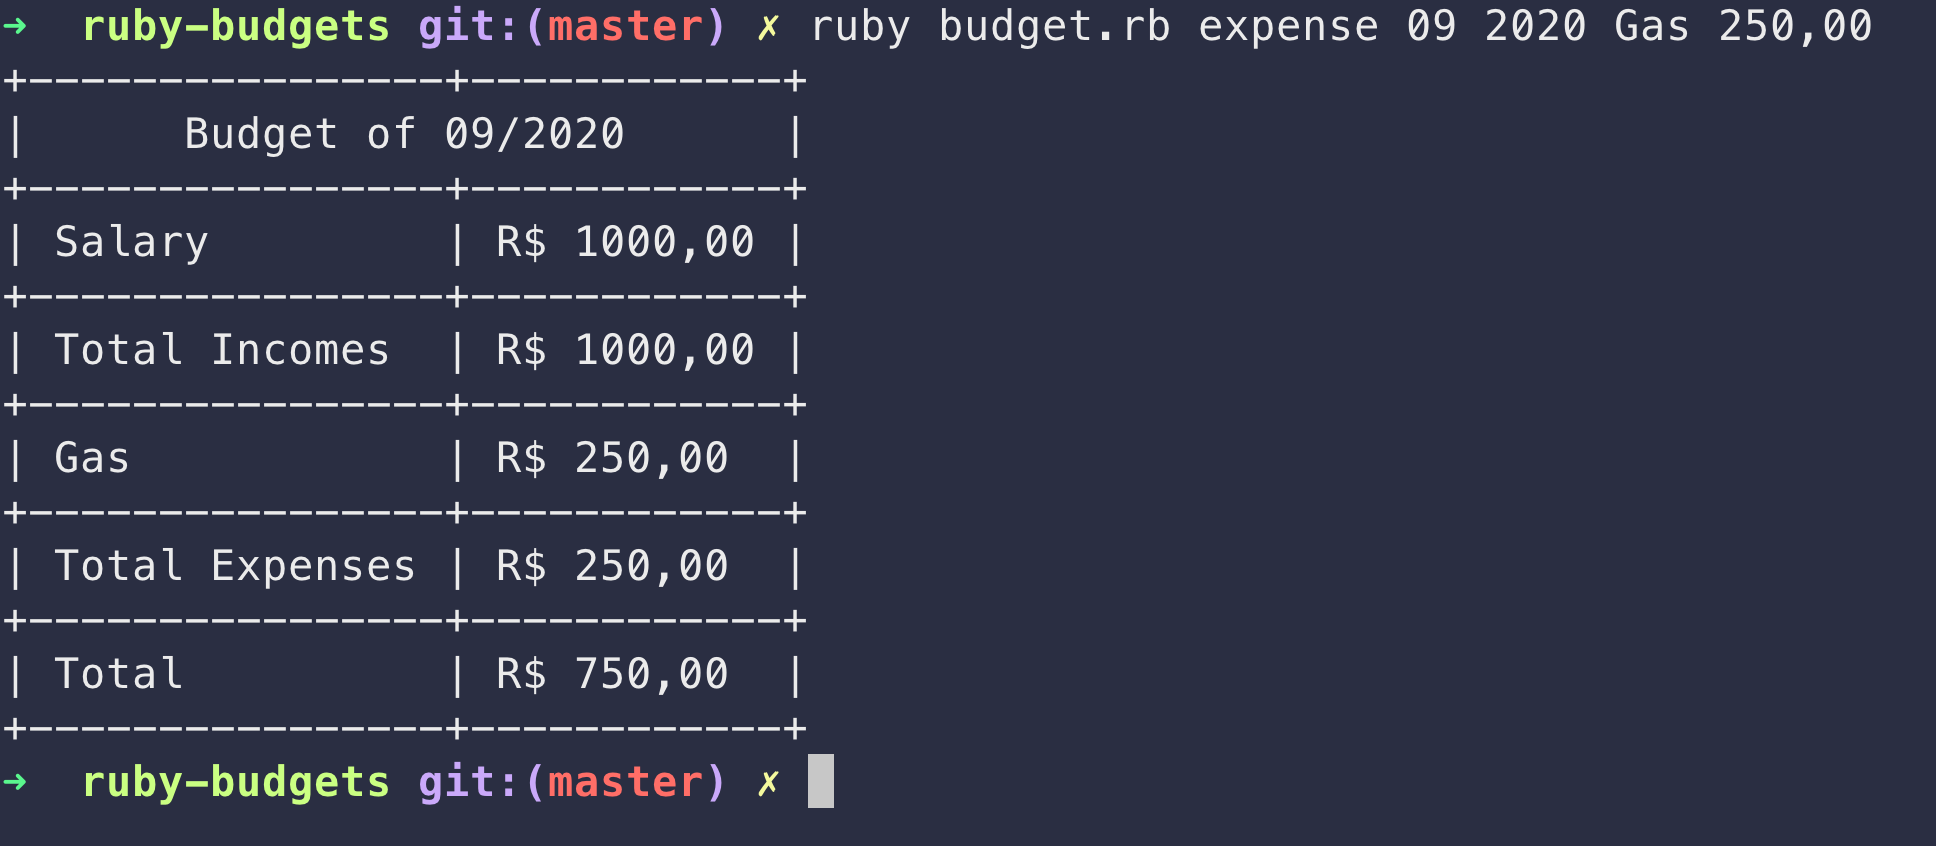 ➜  ruby-budgets git:(master) ✗ ruby budget.rb expense 09 2020 Gas 250,00
+----------------+------------+
|      Budget of 09/2020      |
+----------------+------------+
| Salary         | R$ 1000,00 |
+----------------+------------+
| Total Incomes  | R$ 1000,00 |
+----------------+------------+
| Gas            | R$ 250,00  |
+----------------+------------+
| Total Expenses | R$ 250,00  |
+----------------+------------+
| Total          | R$ 750,00  |
+----------------+------------+
➜  ruby-budgets git:(master) ✗